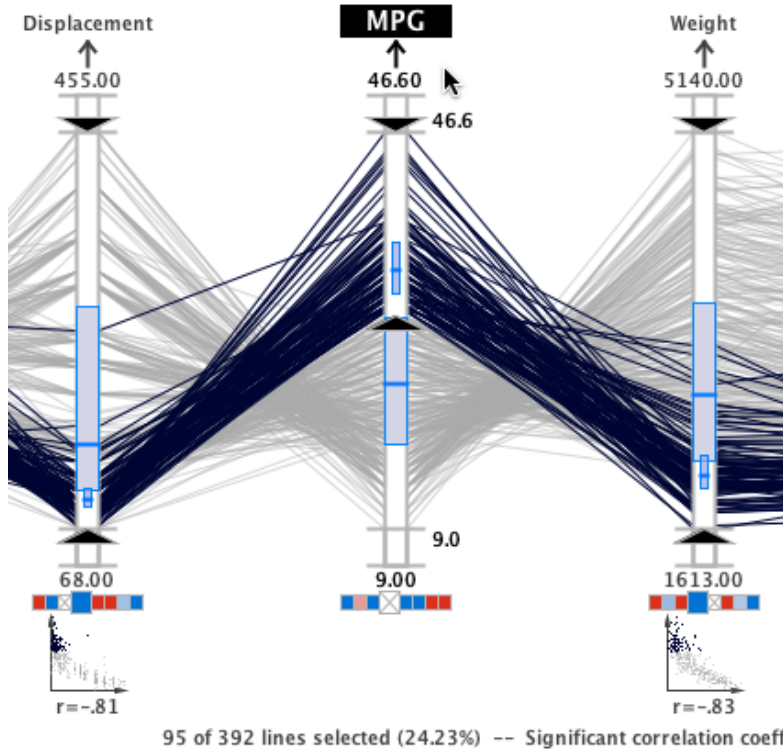 Displacement
MPG
Weight
455.00
46.60
5140.00
46.6
9.0
68.00
9.00
1613.00
r=-.81
r=-.83
95 of 392 lines selected (24.23%) -- Significant correlation coef